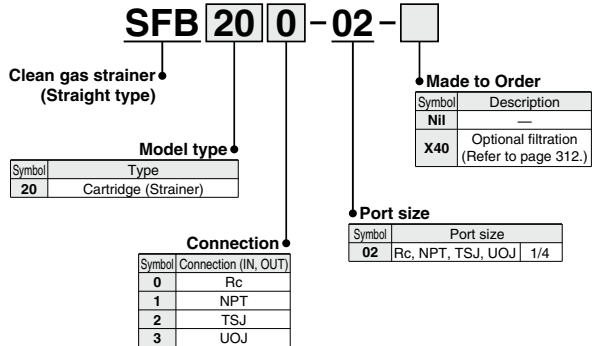 SFB 20 0 - 02 -
Clean gas strainer
(Straight type)
Made to Order
Symbol Description
Nil —
X40 Optional filtration
(Refer to page 312.)
Model type
Symbol Type
20 Cartridge (Strainer)
Port size
Symbol Port size
02 Rc, NPT, TSJ, UOJ 1/4
Connection
Symbol Connection (IN, OUT)
0 Rc
1 NPT
2 TSJ
3 UOJ